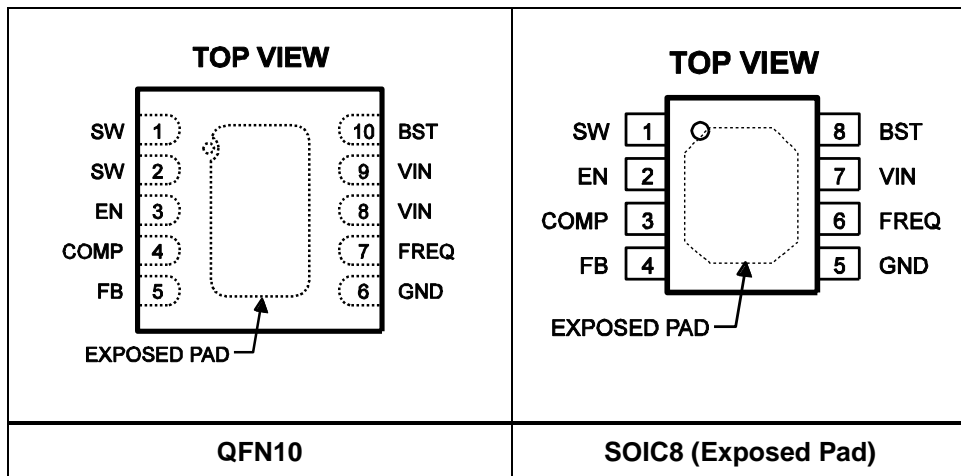 TOP VIEW
SW 1 10 BST
SW 2 9 VIN
EN 3 8 VIN
COMP 4 7 FREQ
FB 5 6 GND
EXPOSED PAD
QFN10
TOP VIEW
SW 1 8 BST
EN 2 7 VIN
COMP 3 6 FREQ
FB 4 5 GND
EXPOSED PAD
SOIC8 (Exposed Pad)